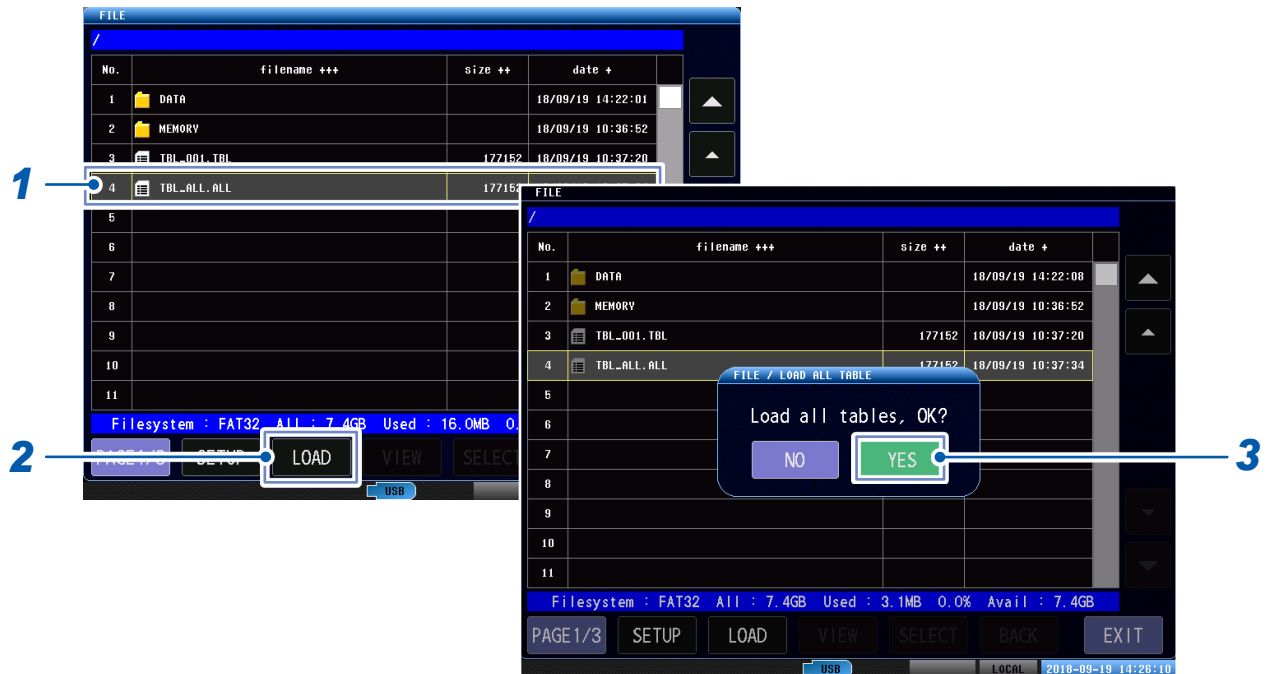 FILE
/
No. filename +++ size ++ date +
1 DATA 18/09/19 14:22:01
2 MEMORY 18/09/19 10:36:52
3 TBL_001.TBL 177152 18/09/19 10:37:20
1
4 TBL_ALL.ALL 177152
5
6
7
8
9
10
11
Filesystem : FAT32 All : 7.4GB Used : 16.0MB 0.
2
PAGE1/3 SETUP LOAD VIEW SELECT
USB
FILE
/
No. filename +++ size ++ date +
1 DATA 18/09/19 14:22:08
2 MEMORY 18/09/19 10:36:52
3 TBL_001.TBL 177152 18/09/19 10:37:20
4 TBL_ALL.ALL 177152 18/09/19 10:37:34
FILE / LOAD ALL TABLE
5
Load all tables, OK?
6
7
NO YES
3
8
9
10
11
Filesystem : FAT32 All : 7.4GB Used : 3.1MB 0.0% Avail : 7.4GB
PAGE1/3 SETUP LOAD VIEW SELECT BACK EXIT
USB LOCAL 2018-09-19 14:26:10